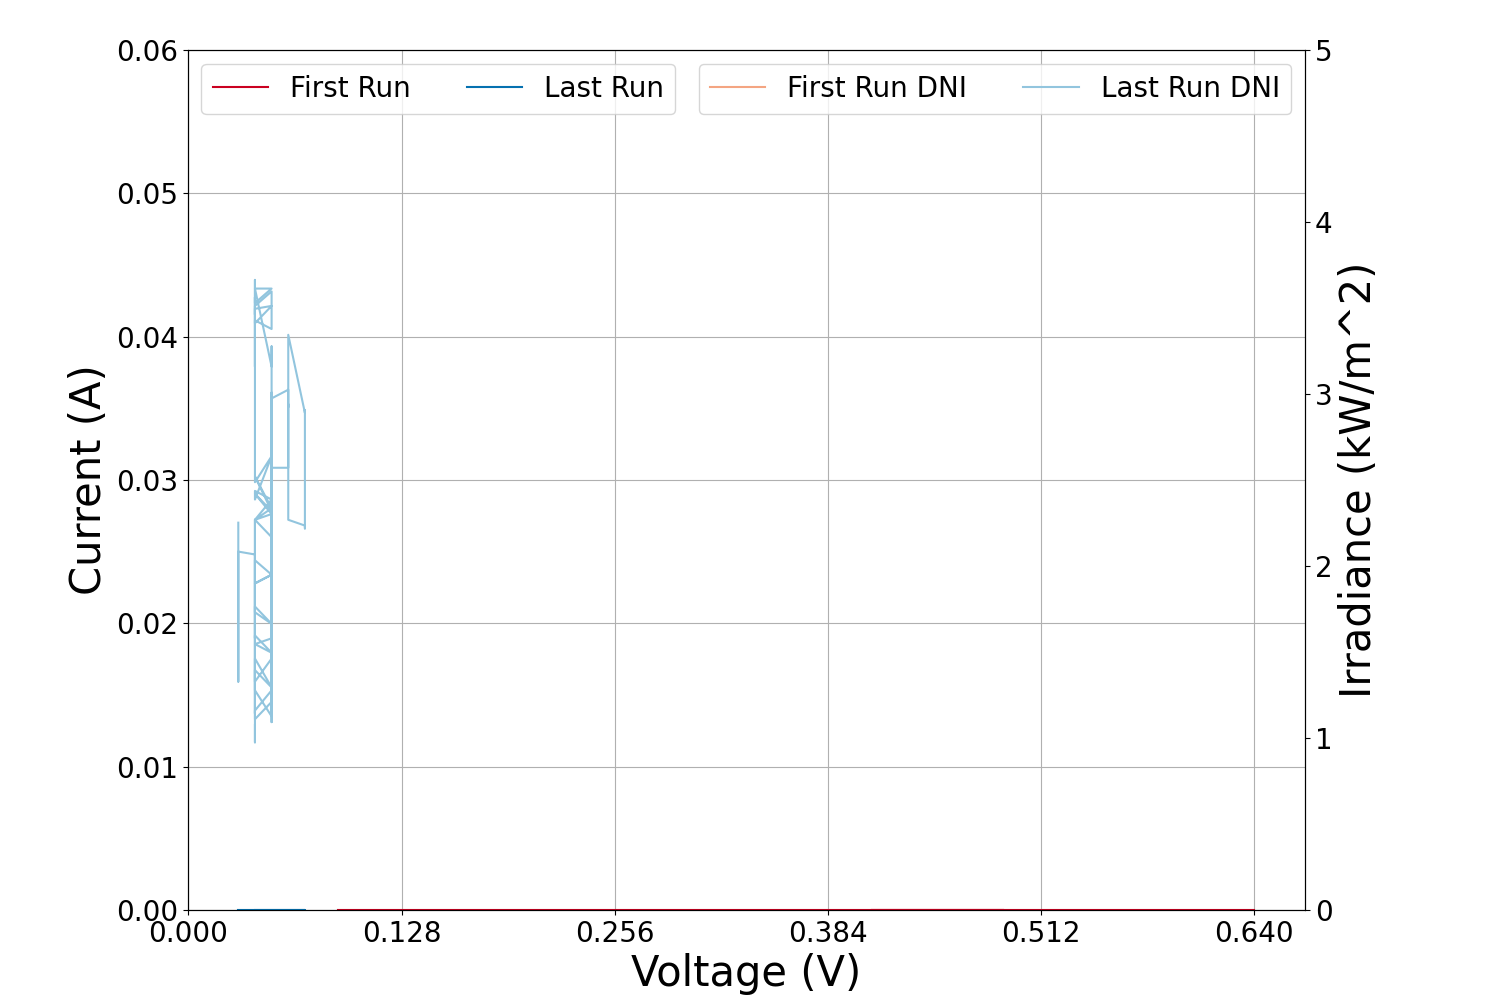 First Run
Last Run
First Run DNI
Last Run DNI
0.06
0.05
0.04
0.03
0.02
0.01
0.00
Current (A)
5
4
3
2
1
0
Irradiance (kW/m^2)
0.000 0.128 0.256 0.384 0.512 0.640
Voltage (V)